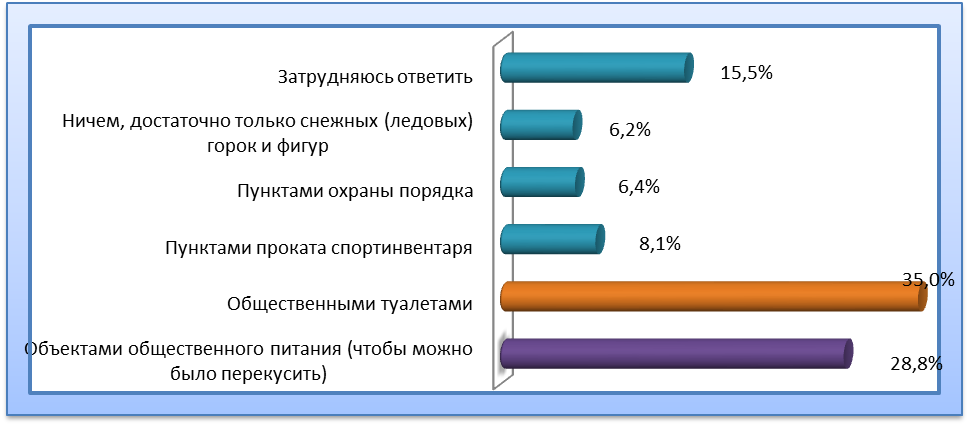 Затрудняюсь ответить
15,5%
Ничем, достаточно только снежных (ледовых)
горок и фигур
6,2%
Пунктами охраны порядка
6,4%
Пунктами проката спортинвентаря
8,1%
Общественными туалетами
35,0%
Объектами общественного питания (чтобы можно
было перекусить)
28,8%